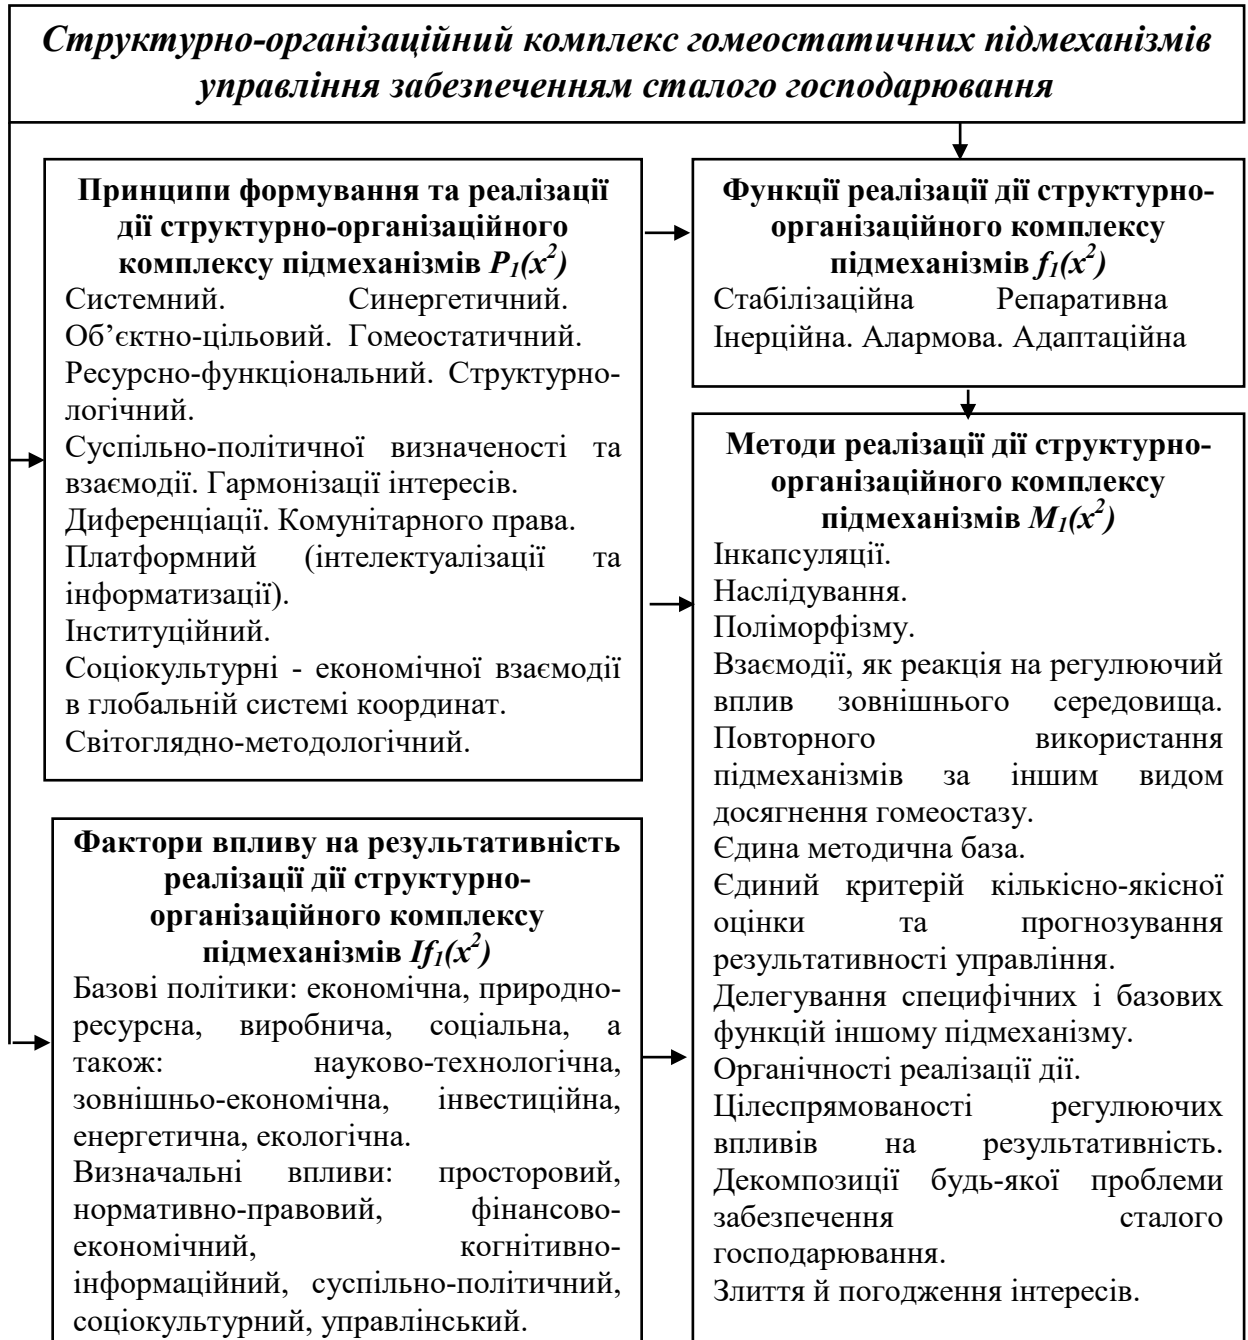 Структурно-організаційний комплекс гомеостатичних підмеханізмів
управління забезпеченням сталого господарювання
Принципи формування та реалізації
дії структурно-організаційного
комплексу підмеханізмів P₁(x²)
Системний. Синергетичний.
Об’єктно-цільовий. Гомеостатичний.
Ресурсно-функціональний. Структурно-
логічний.
Суспільно-політичної визначеності та
взаємодії. Гармонізації інтересів.
Диференціації. Комунітарного права.
Платформний (інтелектуалізації та
інформатизації).
Інституційний.
Соціокультурні - економічної взаємодії
в глобальній системі координат.
Світоглядно-методологічний.
Фактори впливу на результативність
реалізації дії структурно-
організаційного комплексу
підмеханізмів If₁(x²)
Базові політики: економічна, природно-
ресурсна, виробнича, соціальна, а
також: науково-технологічна,
зовнішньо-економічна, інвестиційна,
енергетична, екологічна.
Визначальні впливи: просторовий,
нормативно-правовий, фінансово-
економічний, когнітивно-
інформаційний, суспільно-політичний,
соціокультурний, управлінський.
Функції реалізації дії структурно-
організаційного комплексу
підмеханізмів f₁(x²)
Стабілізаційна Репаративна
Інерційна. Алармова. Адаптаційна
Методи реалізації дії структурно-
організаційного комплексу
підмеханізмів M₁(x²)
Інкапсуляції.
Наслідування.
Поліморфізму.
Взаємодії, як реакція на регулюючий
вплив зовнішнього середовища.
Повторного використання
підмеханізмів за іншим видом
досягнення гомеостазу.
Єдина методична база.
Єдиний критерій кількісно-якісної
оцінки та прогнозування
результативності управління.
Делегування специфічних і базових
функцій іншому підмеханізму.
Органічності реалізації дії.
Цілеспрямованості регулюючих
впливів на результативність.
Декомпозиції будь-якої проблеми
забезпечення сталого
господарювання.
Злиття й погодження інтересів.